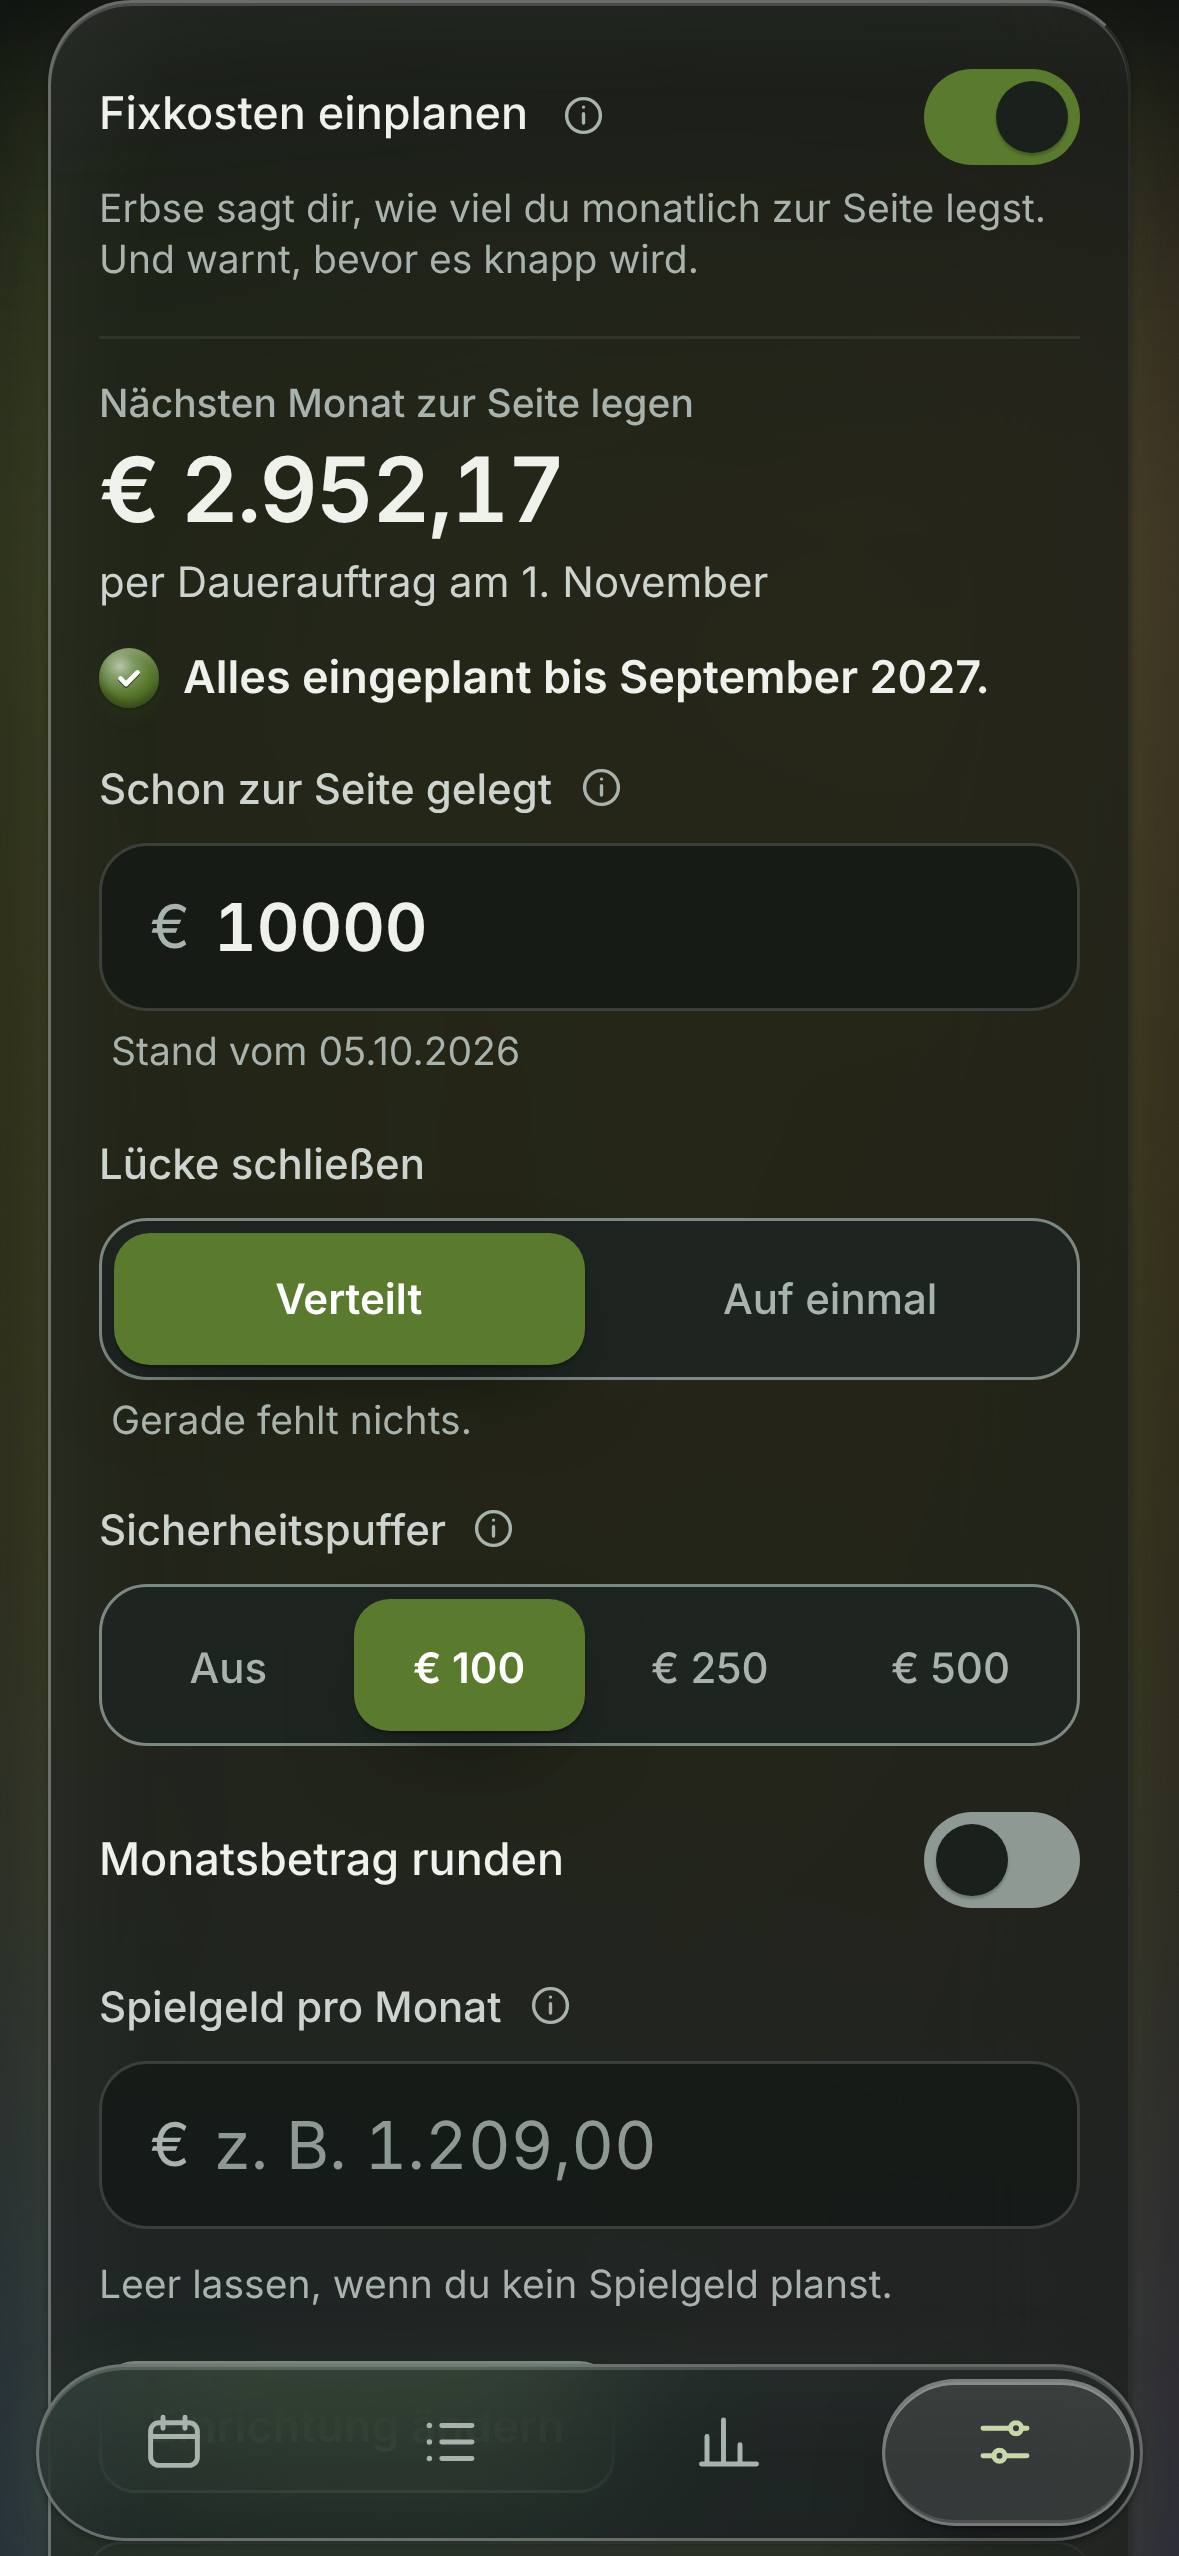 Fixkosten einplanen
Erbse sagt dir, wie viel du monatlich zur Seite legst.
Und warnt, bevor es knapp wird.
Nächsten Monat zur Seite legen
€ 2.952,17
per Dauerauftrag am 1. November
Alles eingeplant bis September 2027.
Schon zur Seite gelegt
€ 10000
Stand vom 05.10.2026
Lücke schließen
Verteilt Auf einmal
Gerade fehlt nichts.
Sicherheitspuffer
Aus € 100 € 250 € 500
Monatsbetrag runden
Spielgeld pro Monat
€ z. B. 1.209,00
Leer lassen, wenn du kein Spielgeld planst.